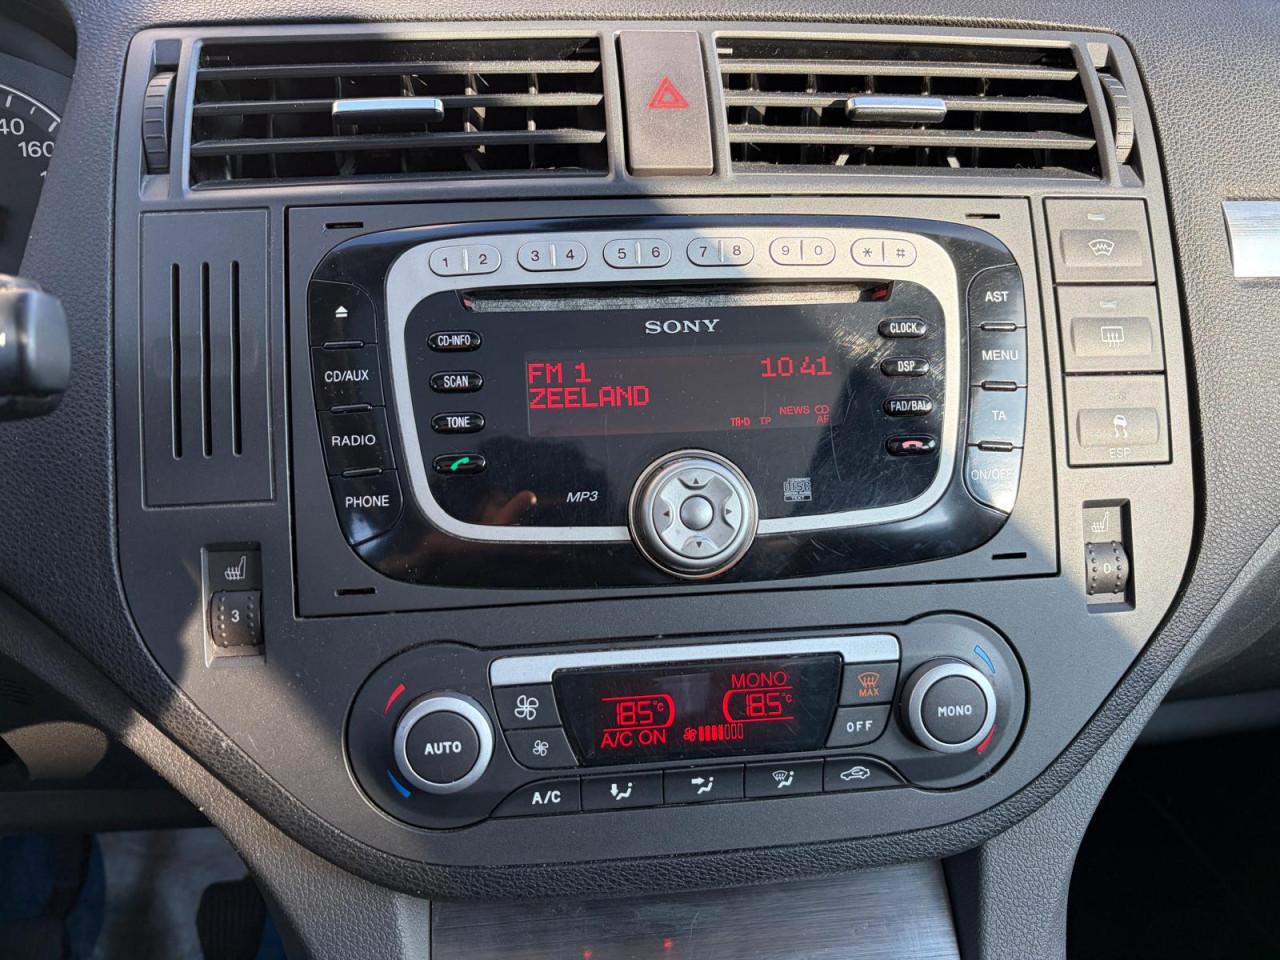 40
160
1 2 3 4 5 6 7 8 9 0 * #
SONY
CD-INFO
CLOCK
AST
CD/AUX
SCAN
FM 1 10:41
DSP
MENU
ZEELAND
TONE
NEWS CD
FAD/BAL
TA
RADIO
TA•D TP AF
ON/OFF
PHONE
MP3
DISC
TEXT
ESP
3
0
MONO
18.5°C 18.5°C
A/C ON
MAX
AUTO
OFF
MONO
A/C